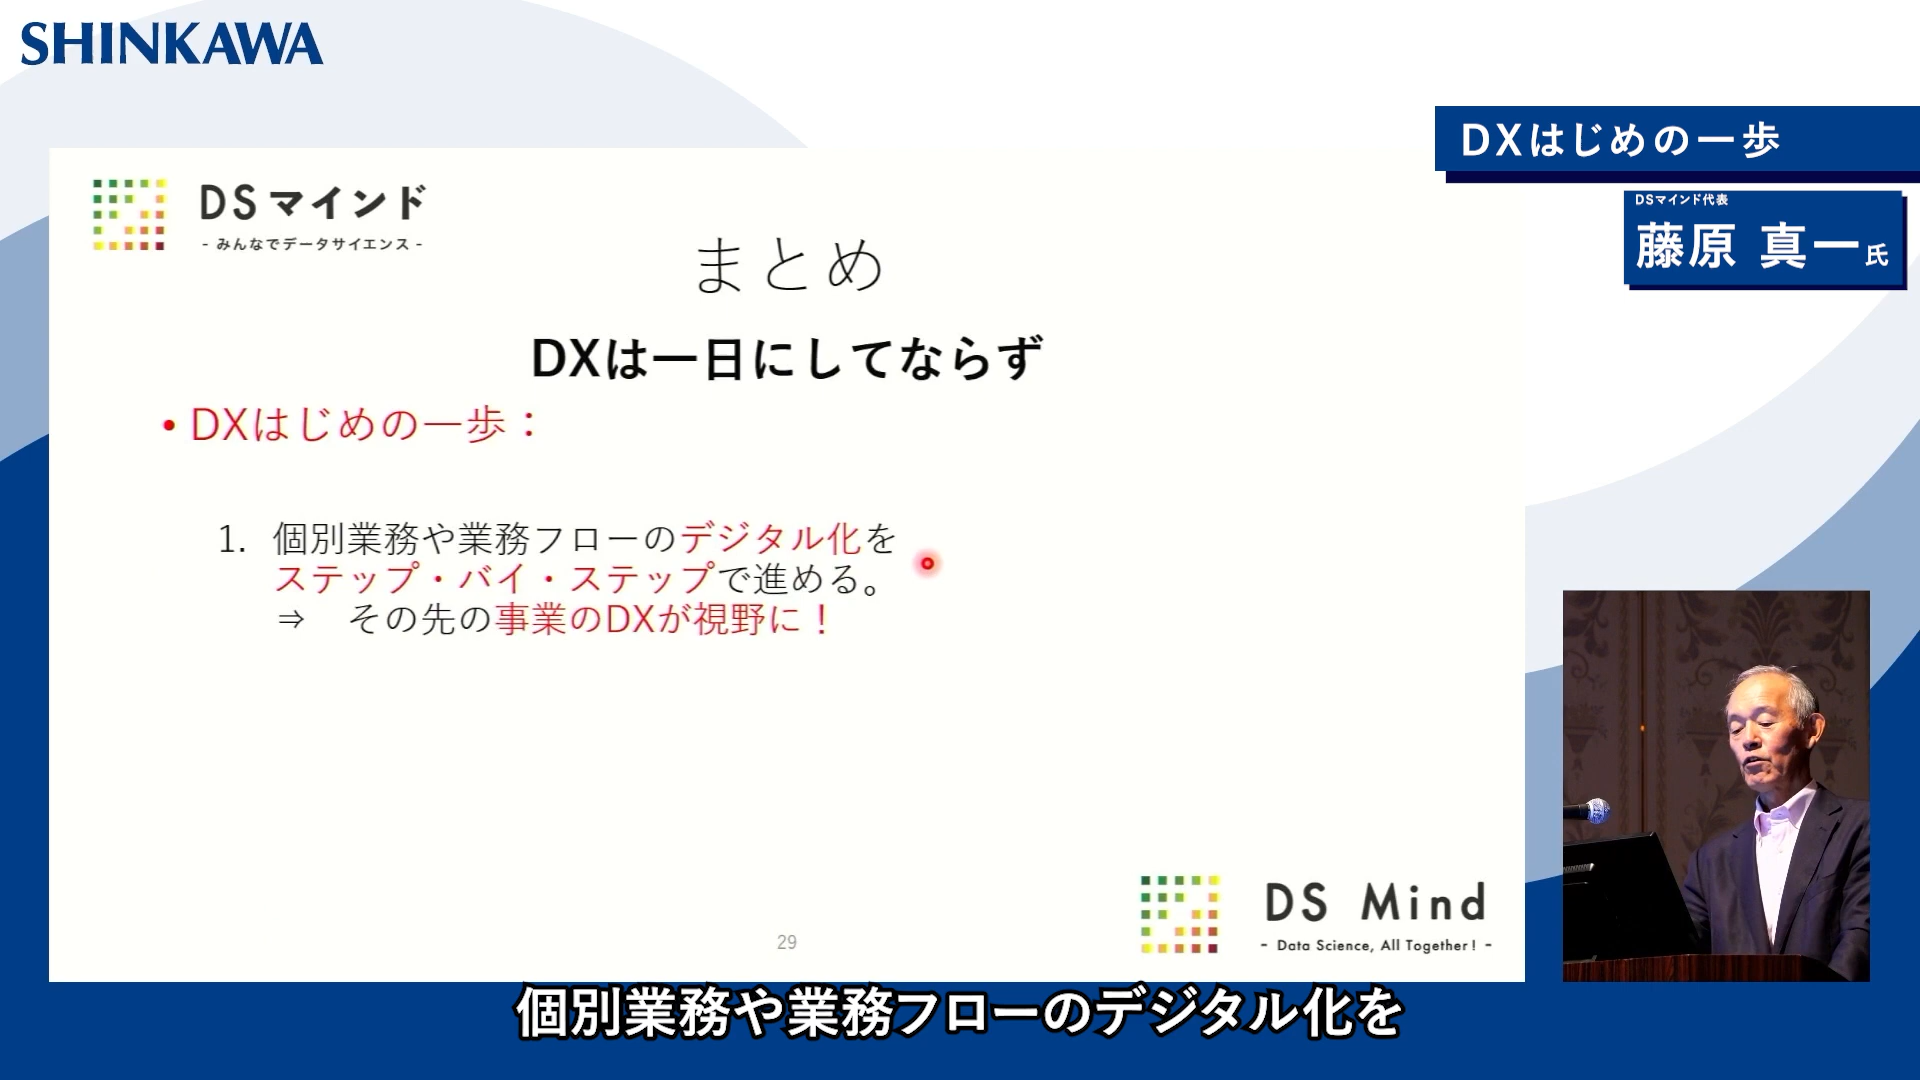 SHINKAWA
DXはじめの一歩
DSマインド代表
藤原 真一氏
DSマインド
- みんなでデータサイエンス -
まとめ
DXは一日にしてならず
• DXはじめの一歩：
1. 個別業務や業務フローのデジタル化を
ステップ・バイ・ステップで進める。
⇒ その先の事業のDXが視野に！
DS Mind
- Data Science, All Together! -
29
個別業務や業務フローのデジタル化を